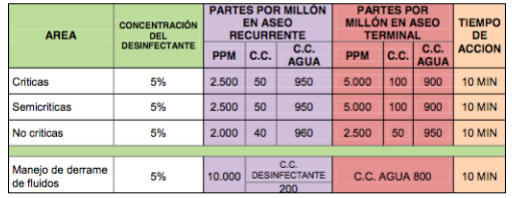 AREA CONCENTRACIÓN DEL DESINFECTANTE PARTES POR MILLÓN EN ASEO RECURRENTE PARTES POR MILLÓN EN ASEO TERMINAL TIEMPO DE ACCION
PPM C.C. C.C. AGUA PPM C.C. C.C. AGUA
Criticas 5% 2.500 50 950 5.000 100 900 10 MIN
Semicriticas 5% 2.500 50 950 5.000 100 900 10 MIN
No criticas 5% 2.000 40 960 2.500 50 950 10 MIN
Manejo de derrame de fluidos 5% 10.000 C.C. DESINFECTANTE 200 C.C. AGUA 800 10 MIN